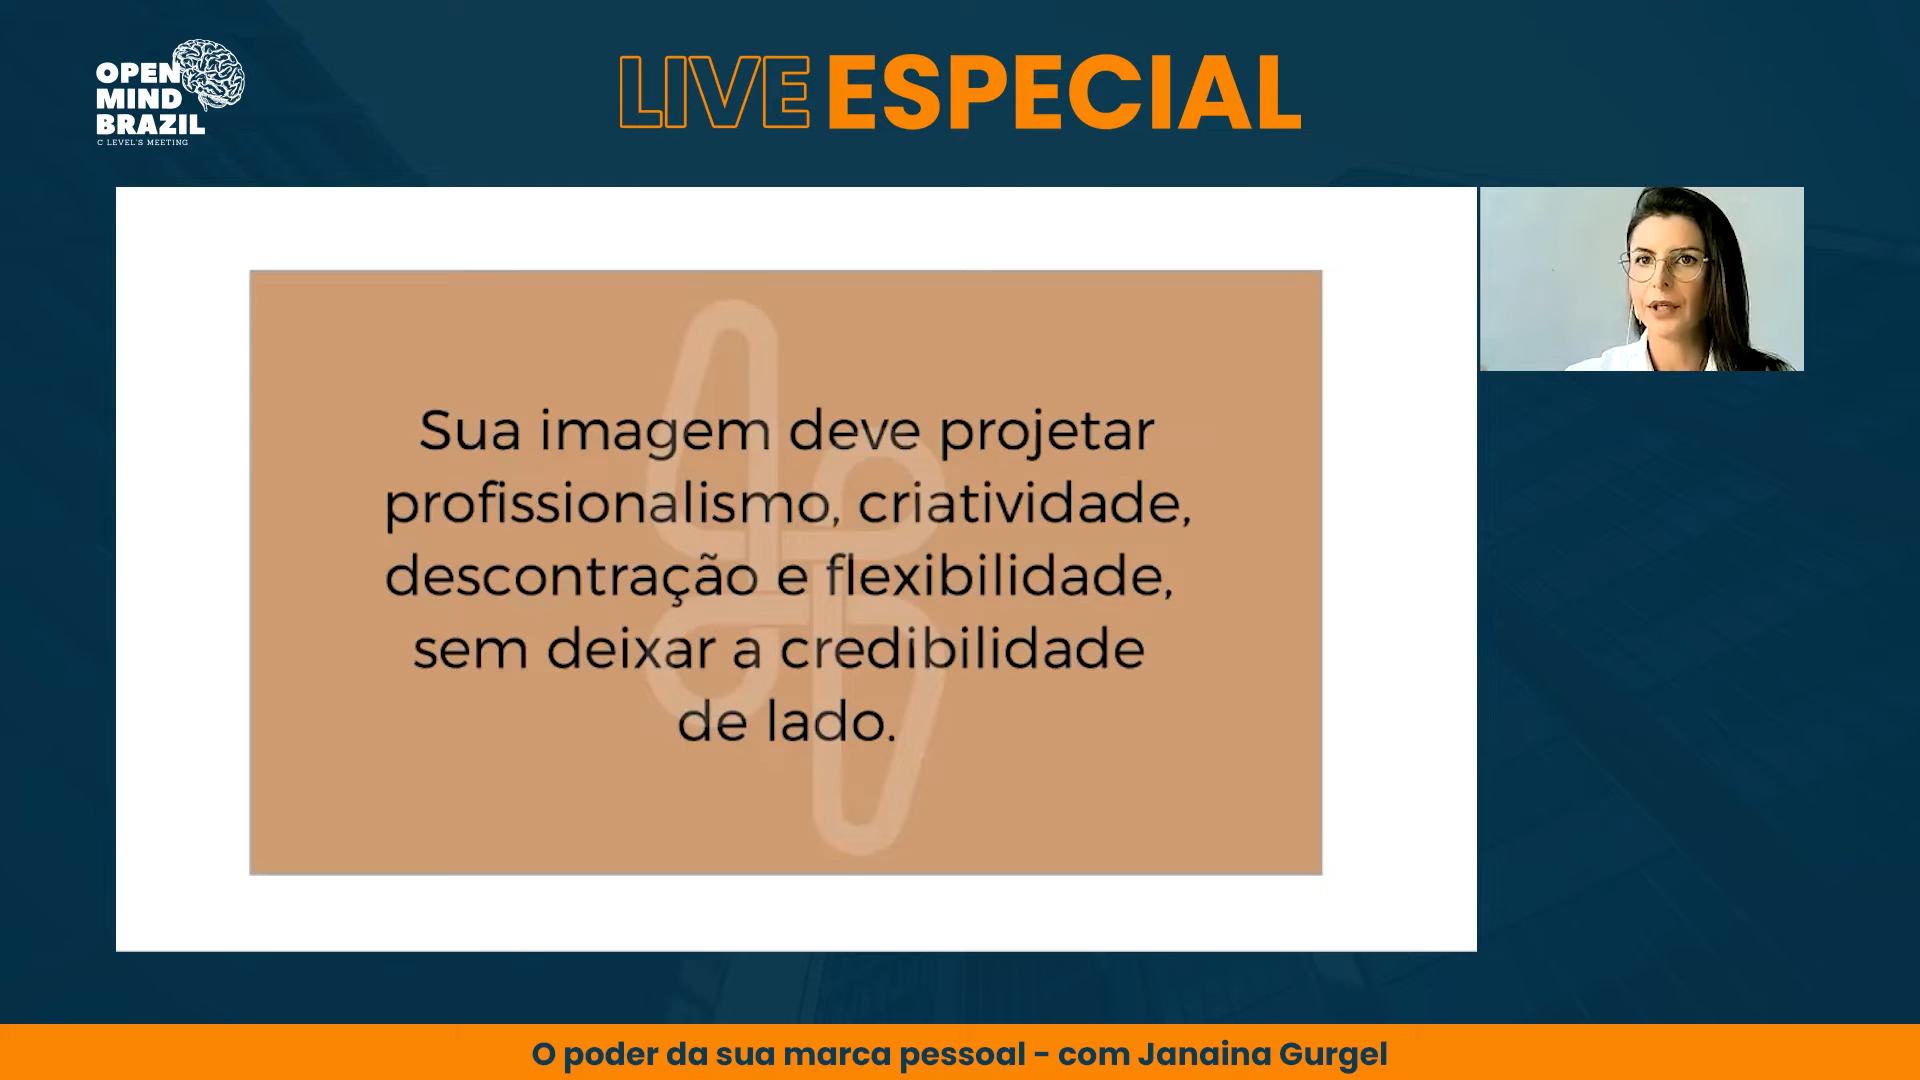 OPEN
MIND
BRAZIL
C LEVEL'S MEETING
LIVE ESPECIAL
Sua imagem deve projetar
profissionalismo, criatividade,
descontração e flexibilidade,
sem deixar a credibilidade
de lado.
O poder da sua marca pessoal - com Janaina Gurgel